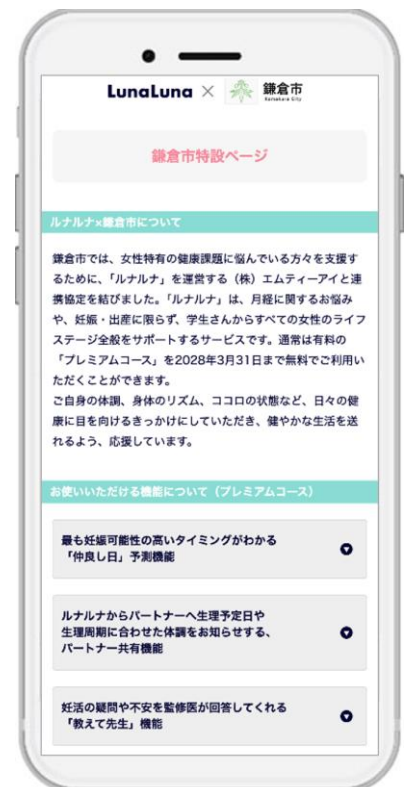 LunaLuna × 鎌倉市
Kamakura City
鎌倉市特設ページ
ルナルナ×鎌倉市について
鎌倉市では、女性特有の健康課題に悩んでいる方々を支援す
るために、「ルナルナ」を運営する（株）エムティーアイと連
携協定を結びました。「ルナルナ」は、月経に関するお悩み
や、妊娠・出産に限らず、学生さんからすべての女性のライフ
ステージ全般をサポートするサービスです。通常は有料の
「プレミアムコース」を2028年3月31日まで無料でご利用い
ただくことができます。
ご自身の体調、身体のリズム、ココロの状態など、日々の健
康に目を向けるきっかけにしていただき、健やかな生活を送
れるよう、応援しています。
お使いいただける機能について（プレミアムコース）
最も妊娠可能性の高いタイミングがわかる
「仲良し日」予測機能
ルナルナからパートナーへ生理予定日や
生理周期に合わせた体調をお知らせする、
パートナー共有機能
妊活の疑問や不安を監修医が回答してくれる
「教えて先生」機能